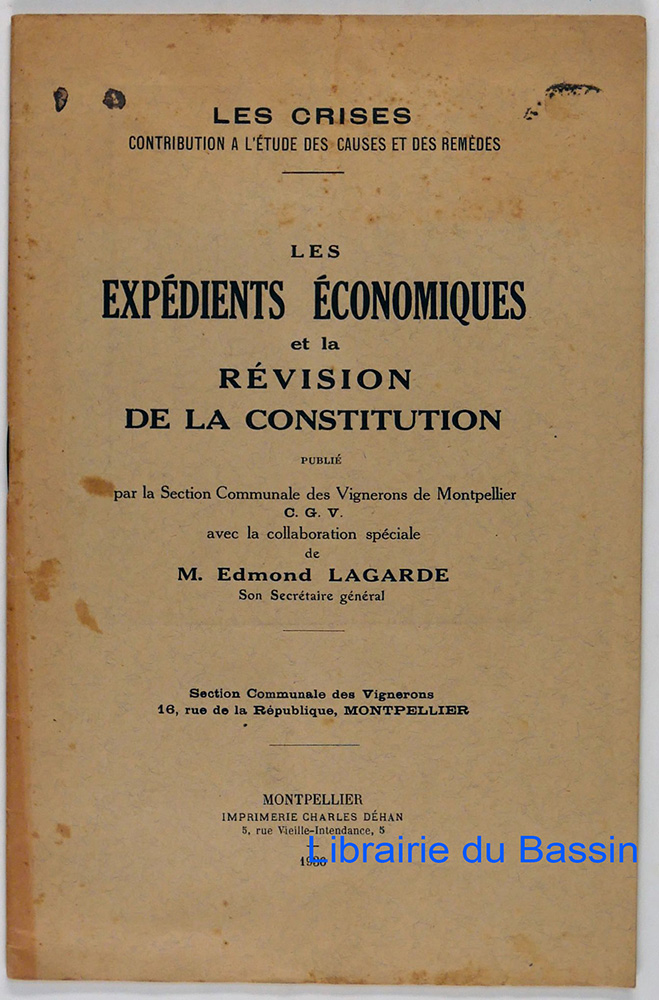 LES CRISES
CONTRIBUTION A L'ÉTUDE DES CAUSES ET DES REMÈDES
LES
EXPÉDIENTS ÉCONOMIQUES
et la
RÉVISION
DE LA CONSTITUTION
PUBLIÉ
par la Section Communale des Vignerons de Montpellier
C. G. V.
avec la collaboration spéciale
de
M. Edmond LAGARDE
Son Secrétaire général
Section Communale des Vignerons
16, rue de la République, MONTPELLIER
MONTPELLIER
IMPRIMERIE CHARLES DÉHAN
5, rue Vieille-Intendance, 5
Librairie du Bassin